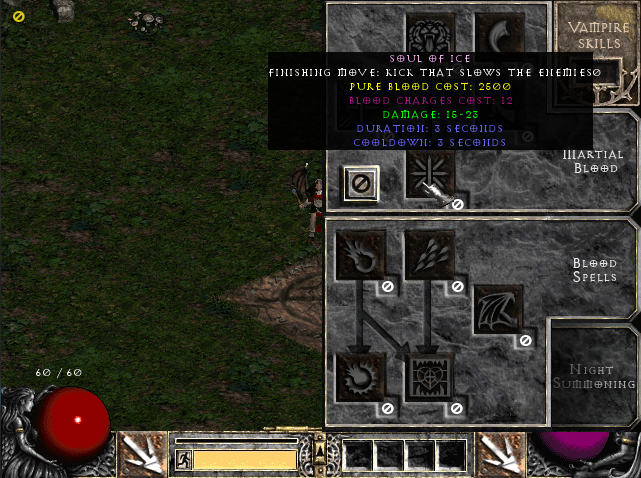 Vampire
Skills
Soul of Ice
Finishing Move: Kick that slows the enemies0
Pure Blood Cost: 2500
Blood Charges Cost: 12
Damage: 15-23
Duration: 3 seconds
Cooldown: 3 seconds
Martial
Blood
Blood
Spells
Night
Summoning
60 / 60